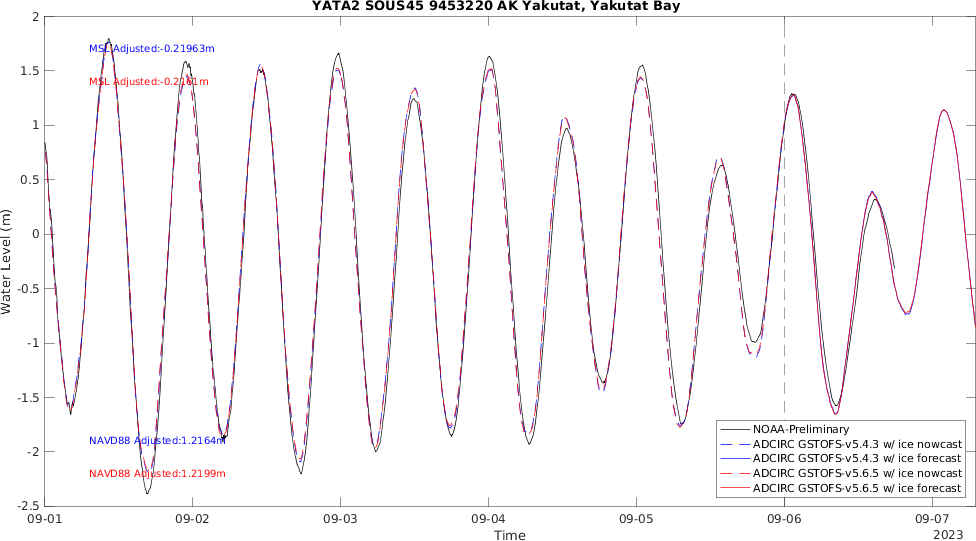 YATA2 SOUS45 9453220 AK Yakutat, Yakutat Bay
2
1.5
1
0.5
0
-0.5
-1
-1.5
-2
-2.5
Water Level (m)
MSL Adjusted:-0.21963m
MSL Adjusted:-0.2161m
NAVD88 Adjusted:1.2164m
NAVD88 Adjusted:1.2199m
NOAA-Preliminary
ADCIRC GSTOFS-v5.4.3 w/ ice nowcast
ADCIRC GSTOFS-v5.4.3 w/ ice forecast
ADCIRC GSTOFS-v5.6.5 w/ ice nowcast
ADCIRC GSTOFS-v5.6.5 w/ ice forecast
09-01 09-02 09-03 09-04 09-05 09-06 09-07
Time
2023